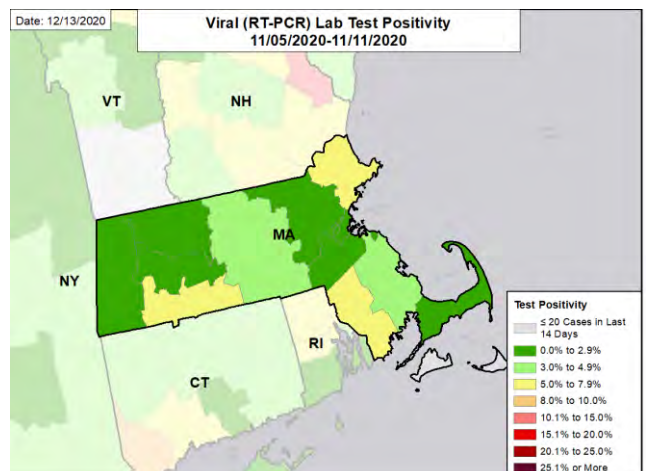 Date: 12/13/2020
Viral (RT-PCR) Lab Test Positivity
11/05/2020-11/11/2020
VT
NH
MA
NY
RI
CT
Test Positivity
≤ 20 Cases in Last
14 Days
0.0% to 2.9%
3.0% to 4.9%
5.0% to 7.9%
8.0% to 10.0%
10.1% to 15.0%
15.1% to 20.0%
20.1% to 25.0%
25.1% or More